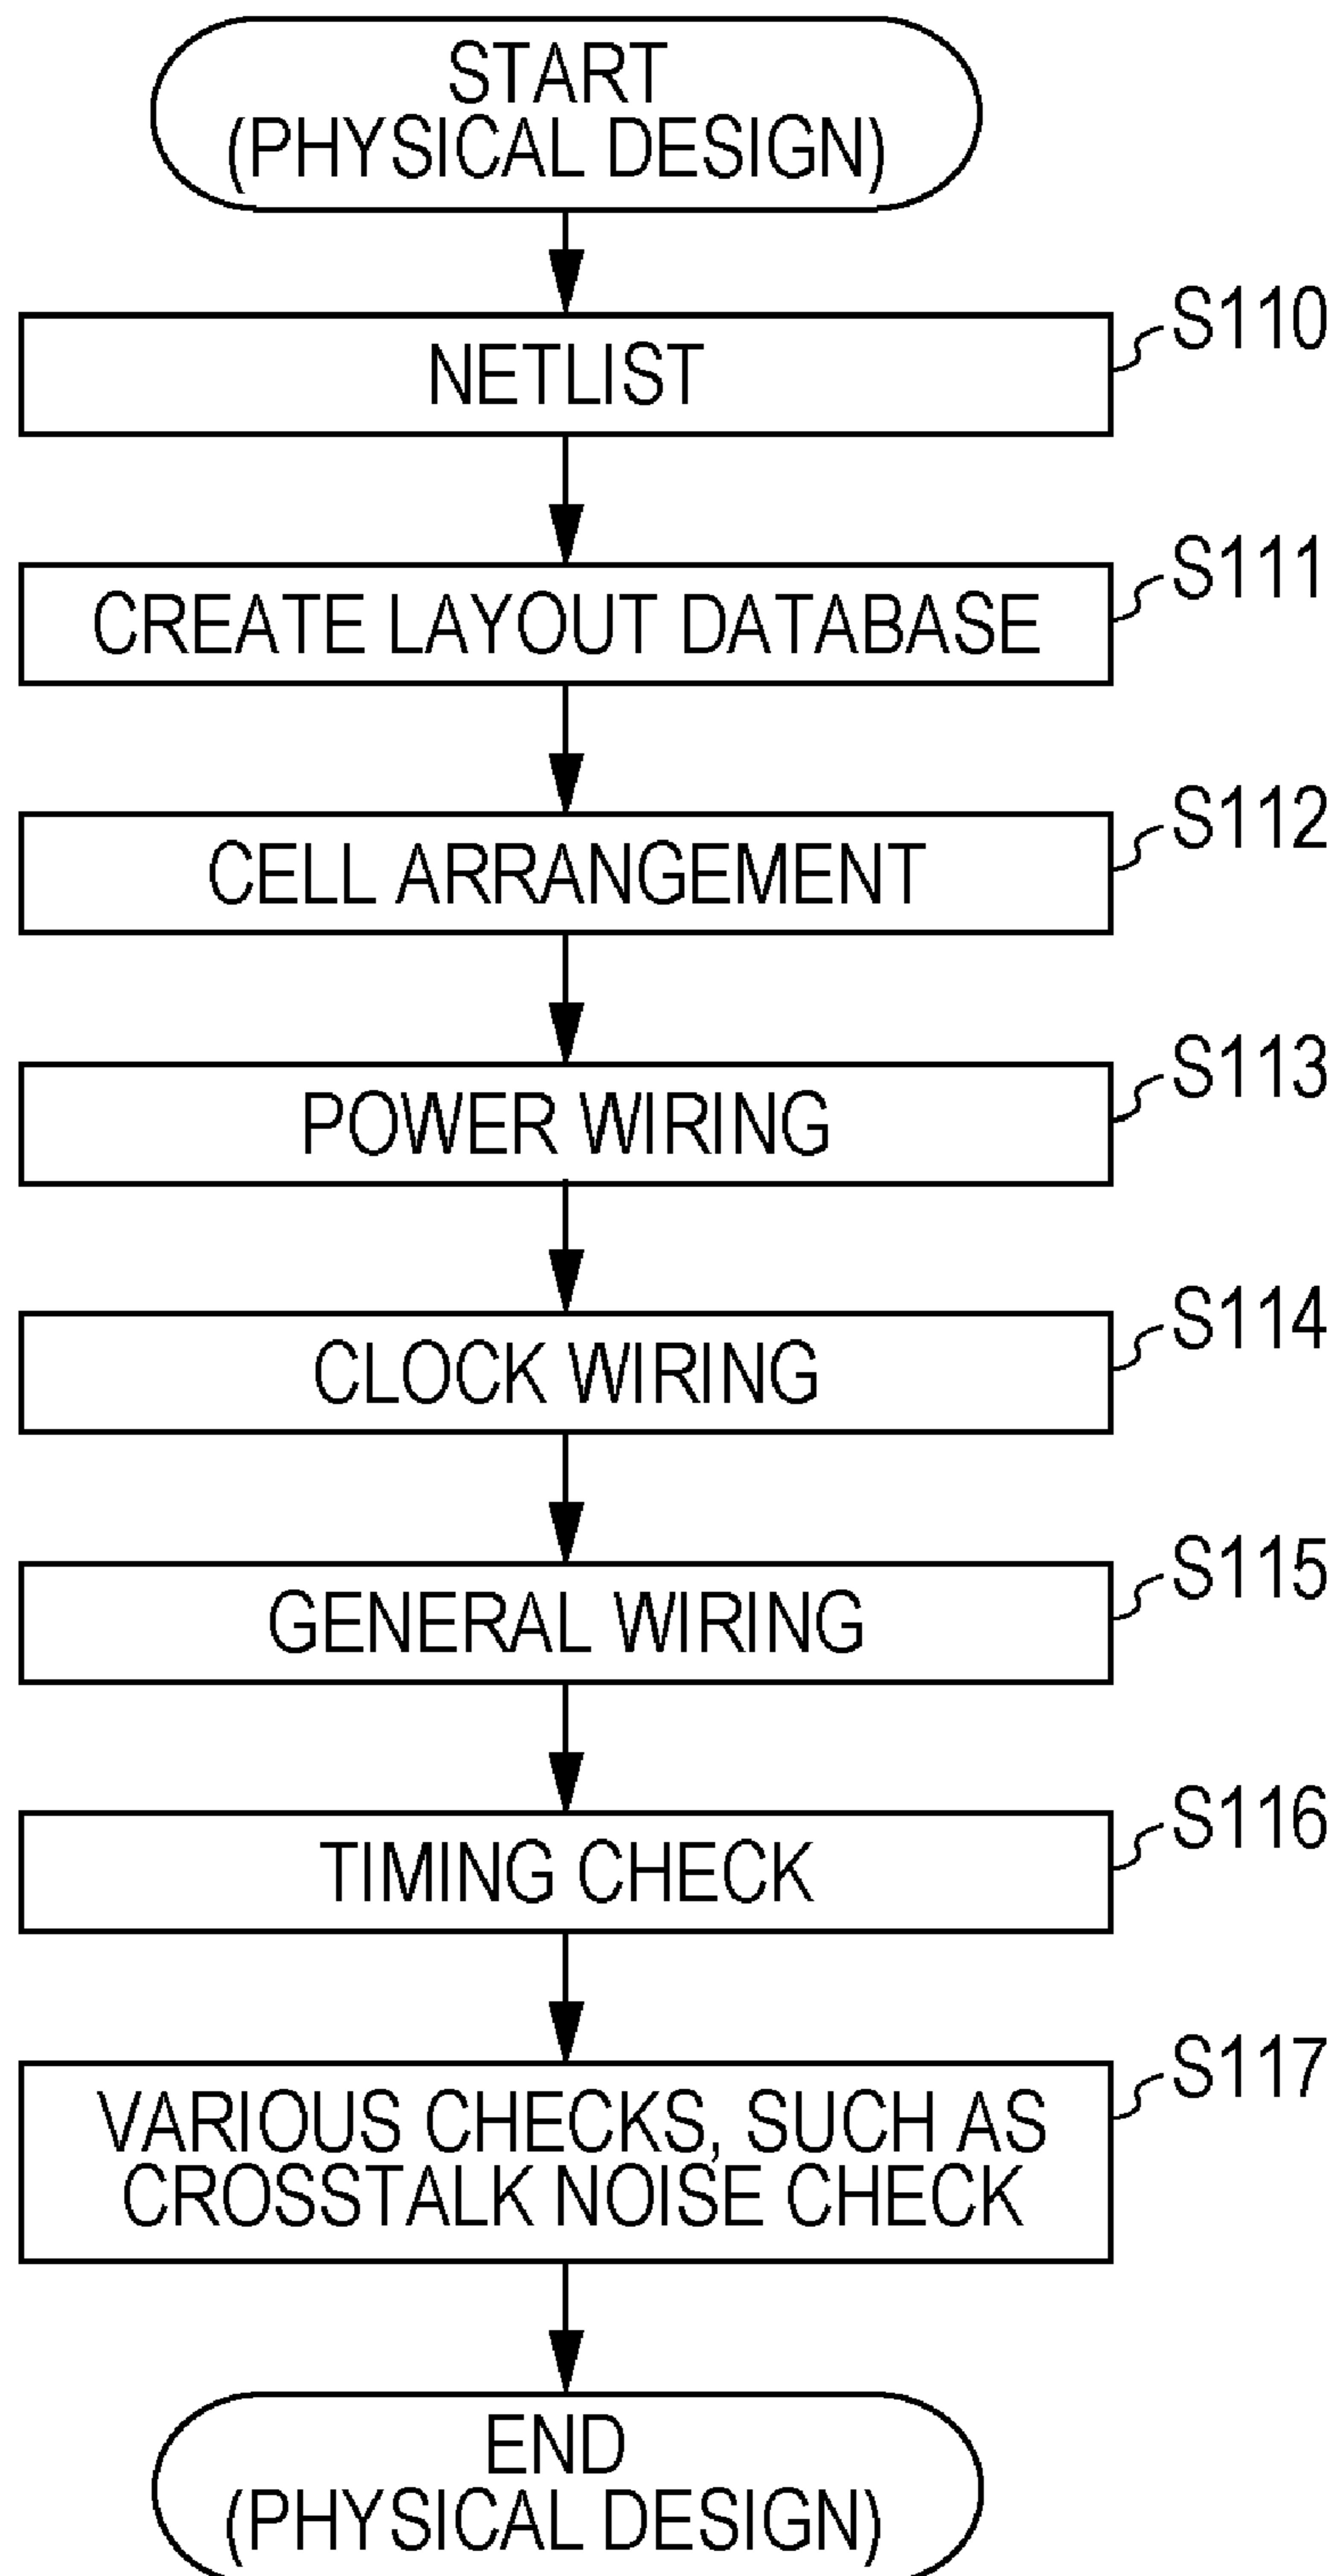 START
(PHYSICAL DESIGN)
S110
NETLIST
S111
CREATE LAYOUT DATABASE
S112
CELL ARRANGEMENT
S113
POWER WIRING
S114
CLOCK WIRING
S115
GENERAL WIRING
S116
TIMING CHECK
S117
VARIOUS CHECKS, SUCH AS
CROSSTALK NOISE CHECK
END
(PHYSICAL DESIGN)